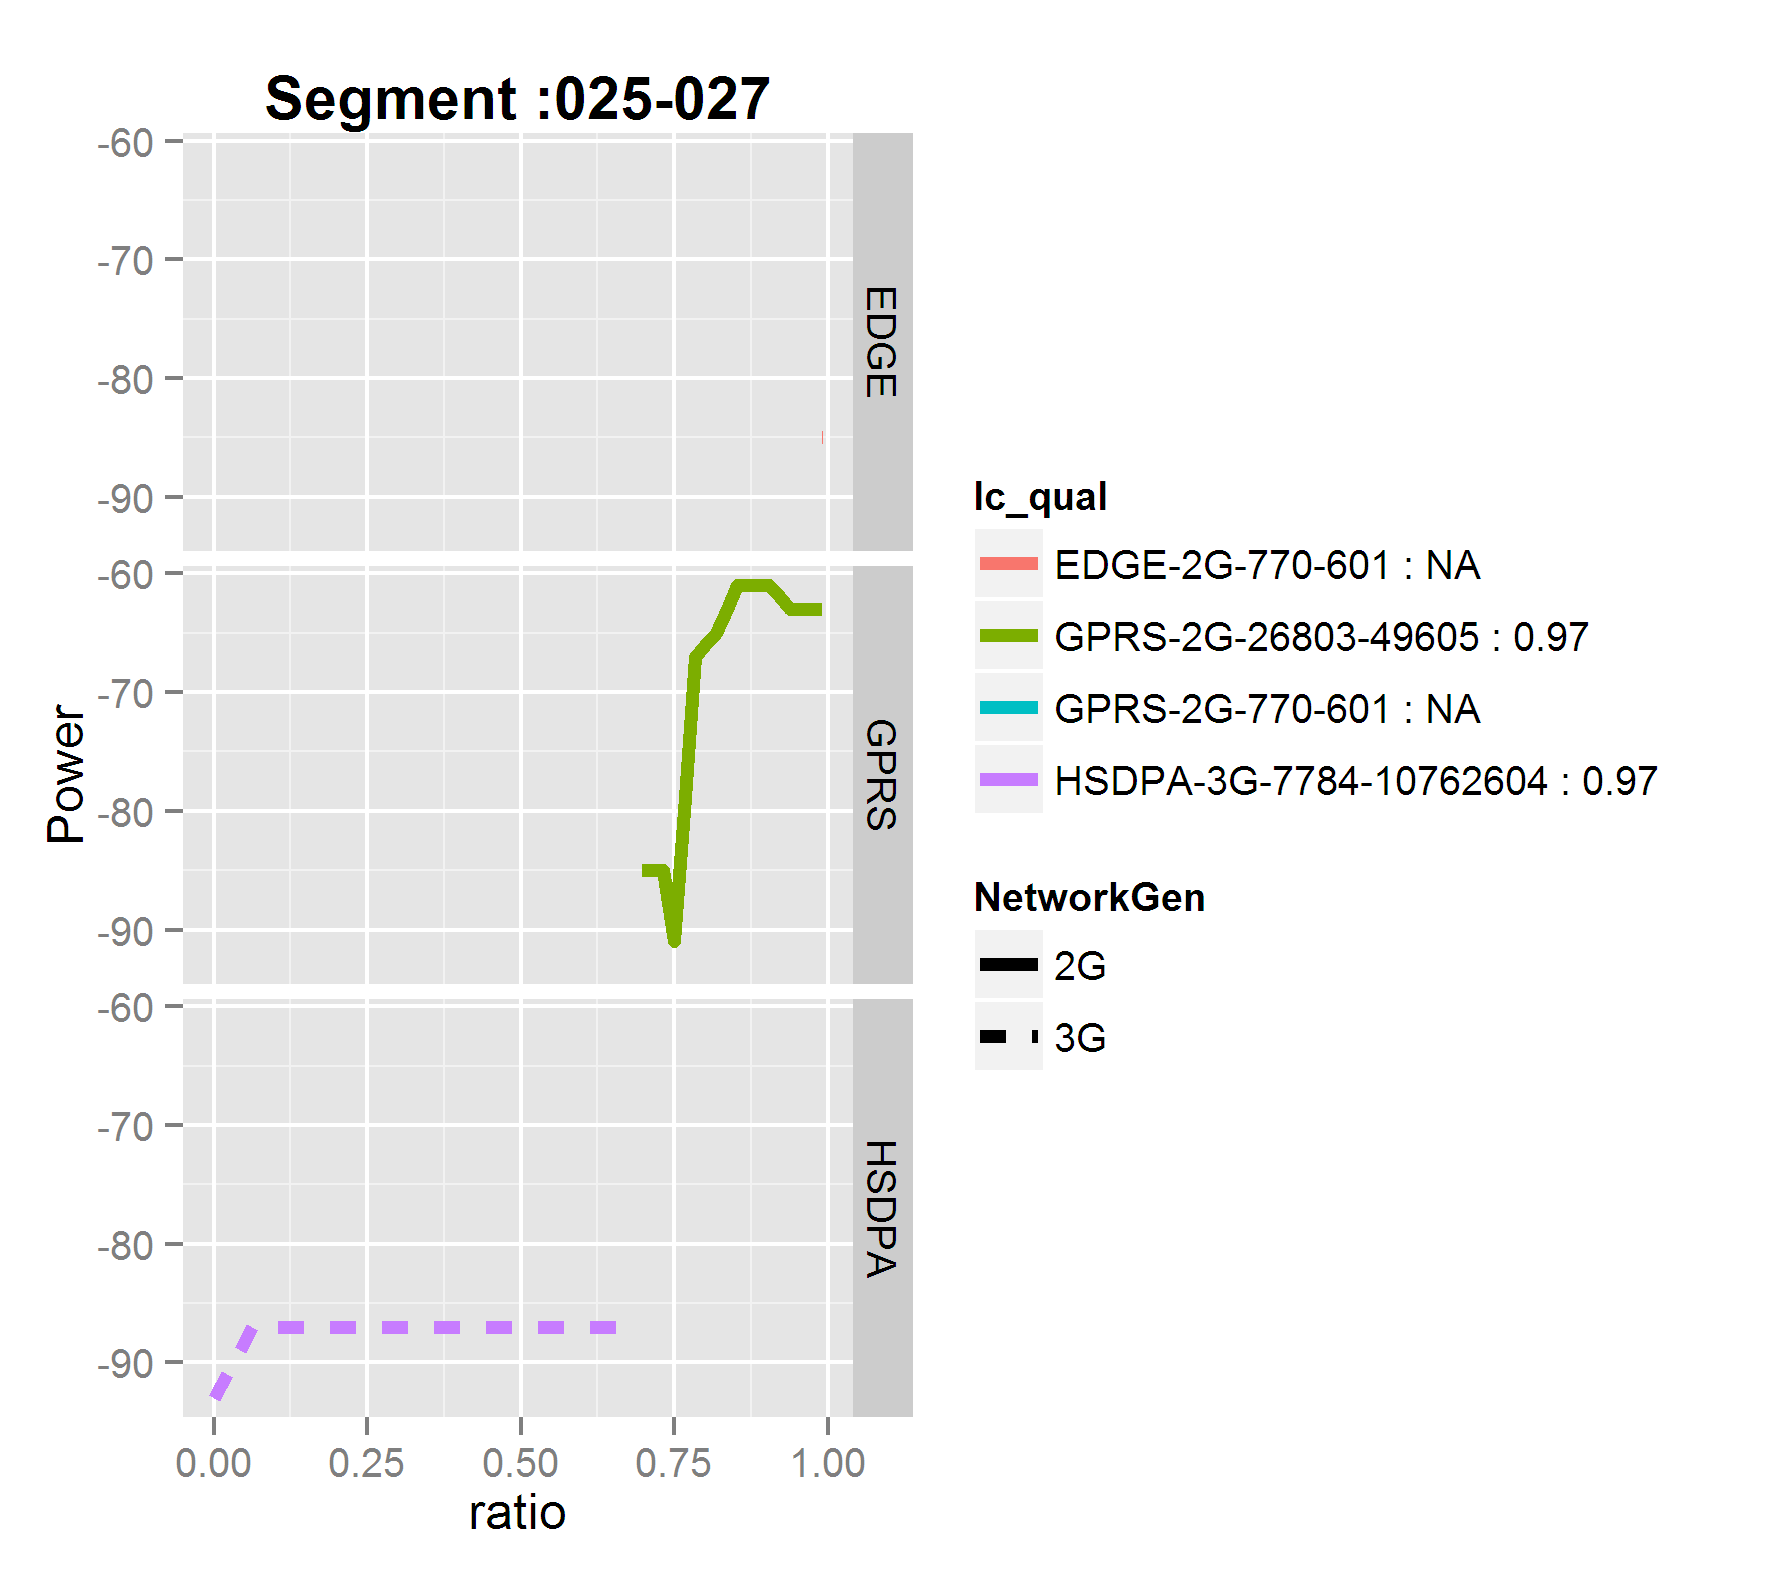 Segment :025-027
-60
-70
-80
-90
EDGE
-60
-70
-80
-90
GPRS
-60
-70
-80
-90
HSDPA
Power
0.00 0.25 0.50 0.75 1.00
ratio
lc_qual
EDGE-2G-770-601 : NA
GPRS-2G-26803-49605 : 0.97
GPRS-2G-770-601 : NA
HSDPA-3G-7784-10762604 : 0.97
NetworkGen
2G
3G